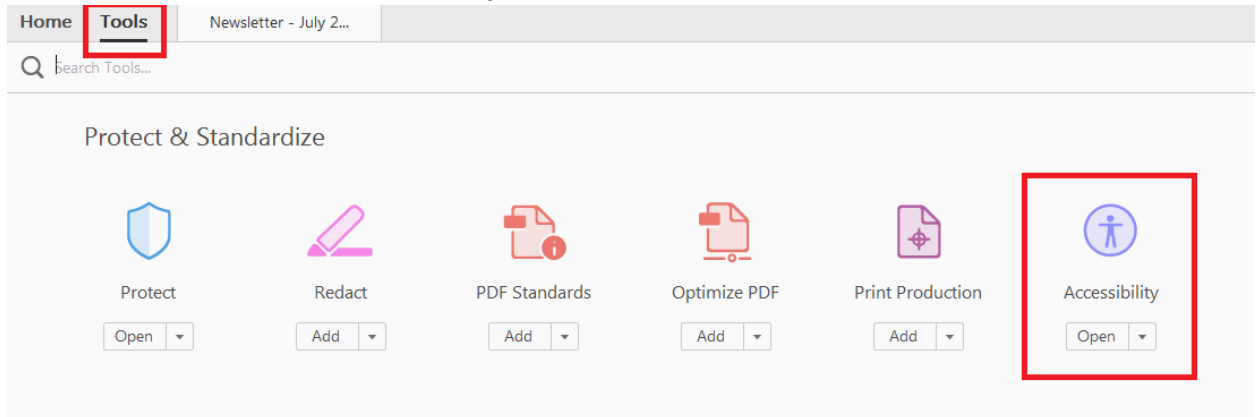 Home Tools Newsletter - July 2...
Search Tools...
Protect & Standardize
Protect Redact PDF Standards Optimize PDF Print Production Accessibility
Open Add Add Add Add Open